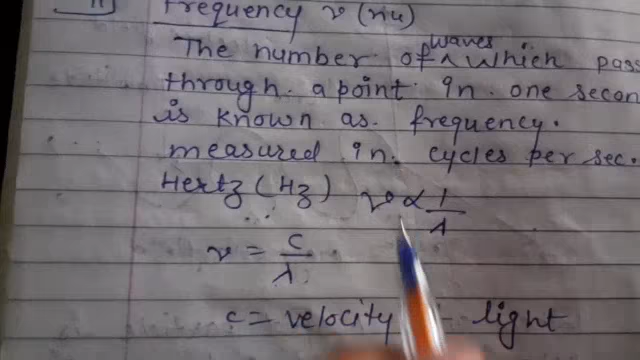 Frequency ν (nu)
The number of waves which pass
through a point in one secon
is known as frequency.
measured in cycles per sec.
Hertz (Hz) ν ∝ 1/λ
ν = c/λ
c = velocity light